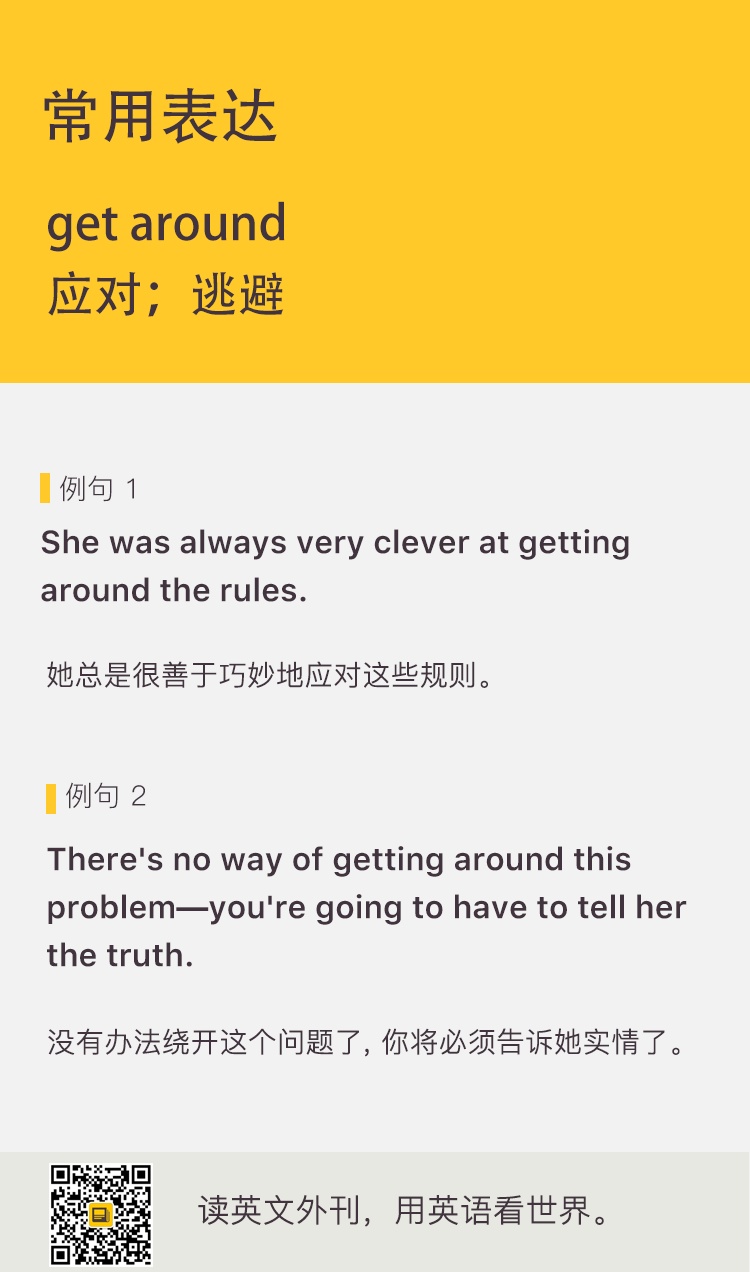 常用表达
get around
应对；逃避
例句 1
She was always very clever at getting
around the rules.
她总是很善于巧妙地应对这些规则。
例句 2
There's no way of getting around this
problem—you're going to have to tell her
the truth.
没有办法绕开这个问题了, 你将必须告诉她实情了。
读英文外刊，用英语看世界。